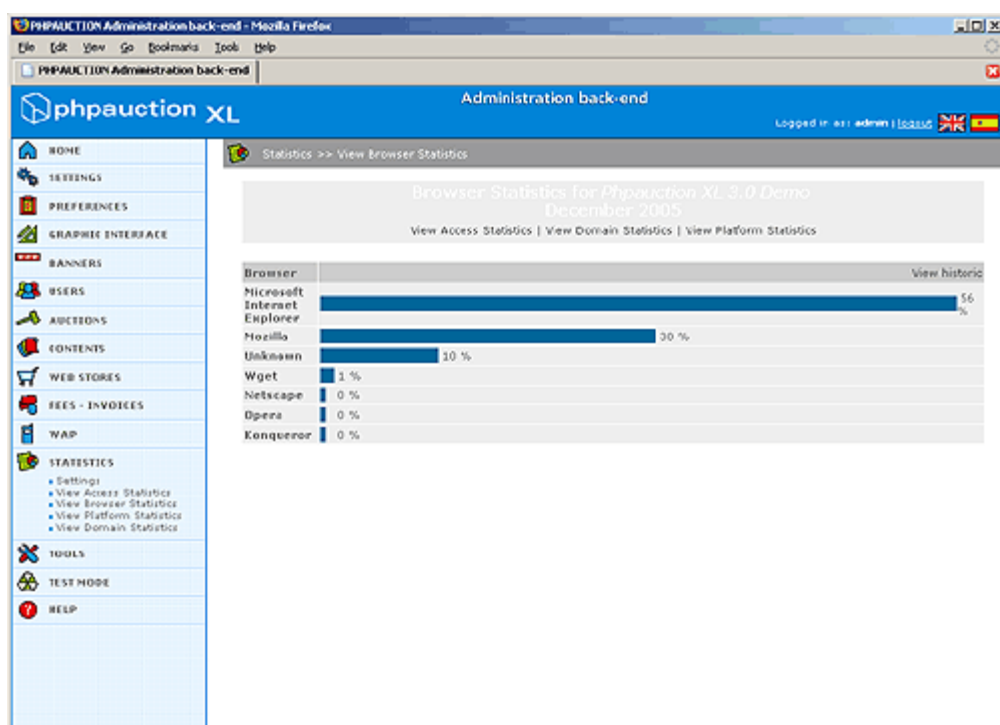 PHPAUCTION Administration back-end - Mozilla Firefox
File Edit View Go Bookmarks Tools Help
PHPAUCTION Administration back-end
phpauction XL
Administration back-end
Logged in as: admin | logout
HOME
SETTINGS
PREFERENCES
GRAPHIC INTERFACE
BANNERS
USERS
AUCTIONS
CONTENTS
WEB STORES
FEES - INVOICES
WAP
STATISTICS
Settings
View Access Statistics
View Browser Statistics
View Platform Statistics
View Domain Statistics
TOOLS
TEST MODE
HELP
Statistics >> View Browser Statistics
Browser Statistics for Phpauction XL 3.0 Demo
December 2005
View Access Statistics | View Domain Statistics | View Platform Statistics
Browser View historic
Microsoft Internet Explorer 56 %
Mozilla 30 %
Unknown 10 %
Wget 1 %
Netscape 0 %
Opera 0 %
Konqueror 0 %